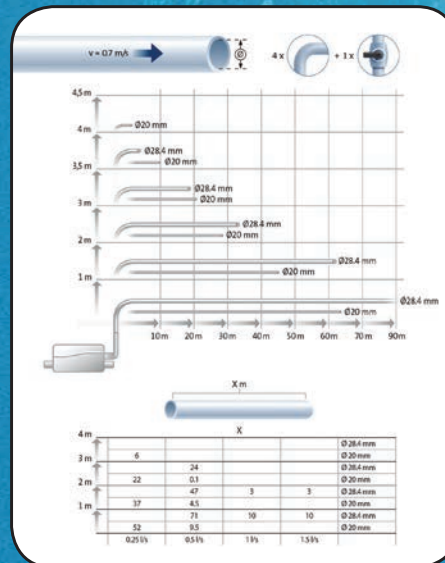 v = 0.7 m/s
Ø
4 x
+ 1 x
4,5 m
4 m
Ø20 mm
Ø28.4 mm
3,5 m
Ø20 mm
Ø28.4 mm
3 m
Ø20 mm
Ø28.4 mm
2 m
Ø20 mm
Ø28.4 mm
Ø20 mm
1 m
Ø28.4 mm
Ø20 mm
10 m 20 m 30 m 40 m 50 m 60 m 70 m 80 m 90 m
X m
X
4 m
Ø 28.4 mm
3 m 6 Ø 20 mm
24 Ø 28.4 mm
2 m 22 0.1 Ø 20 mm
47 3 3 Ø 28.4 mm
1 m 37 4.5 Ø 20 mm
71 10 10 Ø 28.4 mm
52 9.5 Ø 20 mm
0.25 l/s 0.5 l/s 1 l/s 1.5 l/s